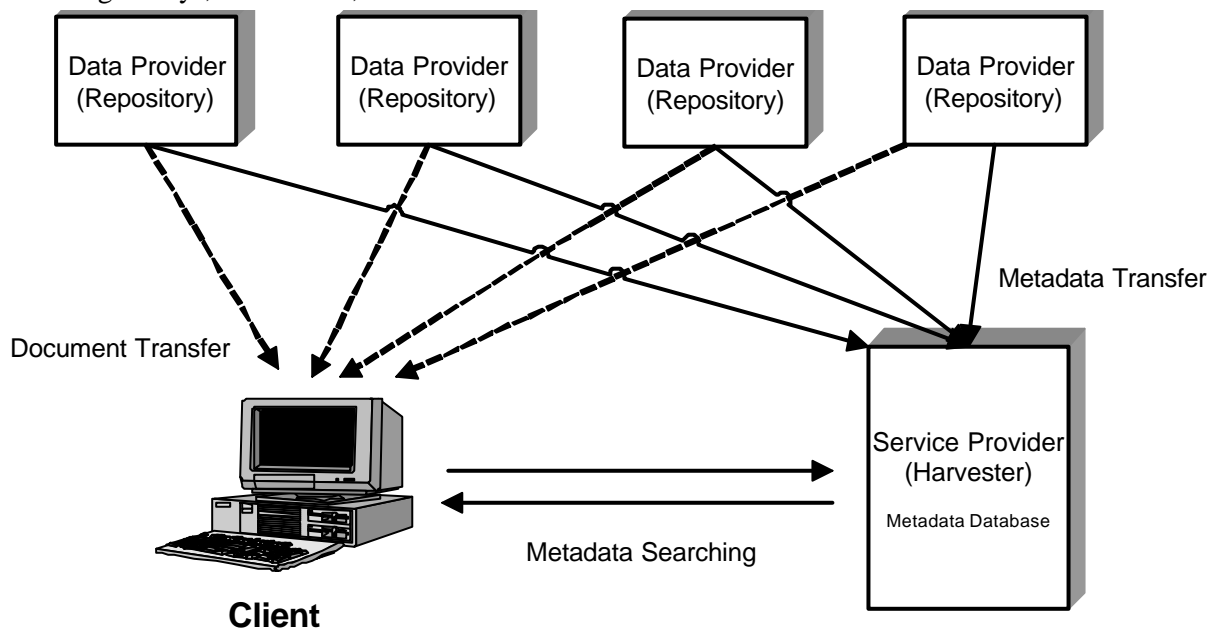 Data Provider
(Repository)
Data Provider
(Repository)
Data Provider
(Repository)
Data Provider
(Repository)
Metadata Transfer
Document Transfer
Service Provider
(Harvester)
Metadata Database
Metadata Searching
Client